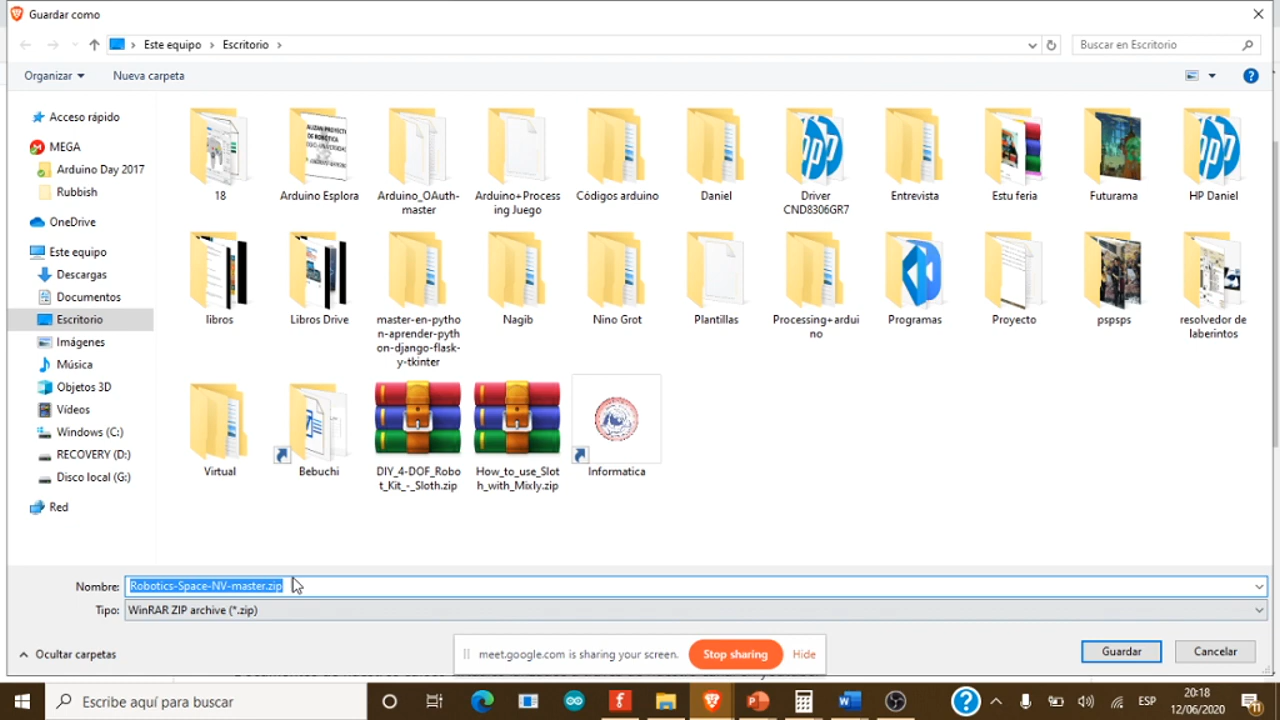 Guardar como
Este equipo
Escritorio
Buscar en Escritorio
Organizar
Nueva carpeta
Acceso rápido
MEGA
Arduino Day 2017
Rubbish
OneDrive
Este equipo
Descargas
Documentos
Escritorio
Imágenes
Música
Objetos 3D
Vídeos
Windows (C:)
RECOVERY (D:)
Disco local (G:)
Red
18
Arduino Esplora
Arduino_OAuth-
master
Arduino+Process
ing Juego
Códigos arduino
Daniel
Driver
CND8306GR7
Entrevista
Estu feria
Futurama
HP Daniel
libros
Libros Drive
master-en-pytho
n-aprender-pyth
on-django-flask-
y-tkinter
Nagib
Nino Grot
Plantillas
Processing+ardui
no
Programas
Proyecto
pspsps
resolvedor de
laberintos
Virtual
Bebuchi
DIY_4-DOF_Robo
t_Kit_-_Sloth.zip
How_to_use_Slot
h_with_Mixly.zip
Informatica
Nombre:
Robotics-Space-NV-master.zip
Tipo:
WinRAR ZIP archive (*.zip)
Ocultar carpetas
meet.google.com is sharing your screen.
Stop sharing
Hide
Guardar
Cancelar
Escribe aquí para buscar
ESP
20:18
12/06/2020
11